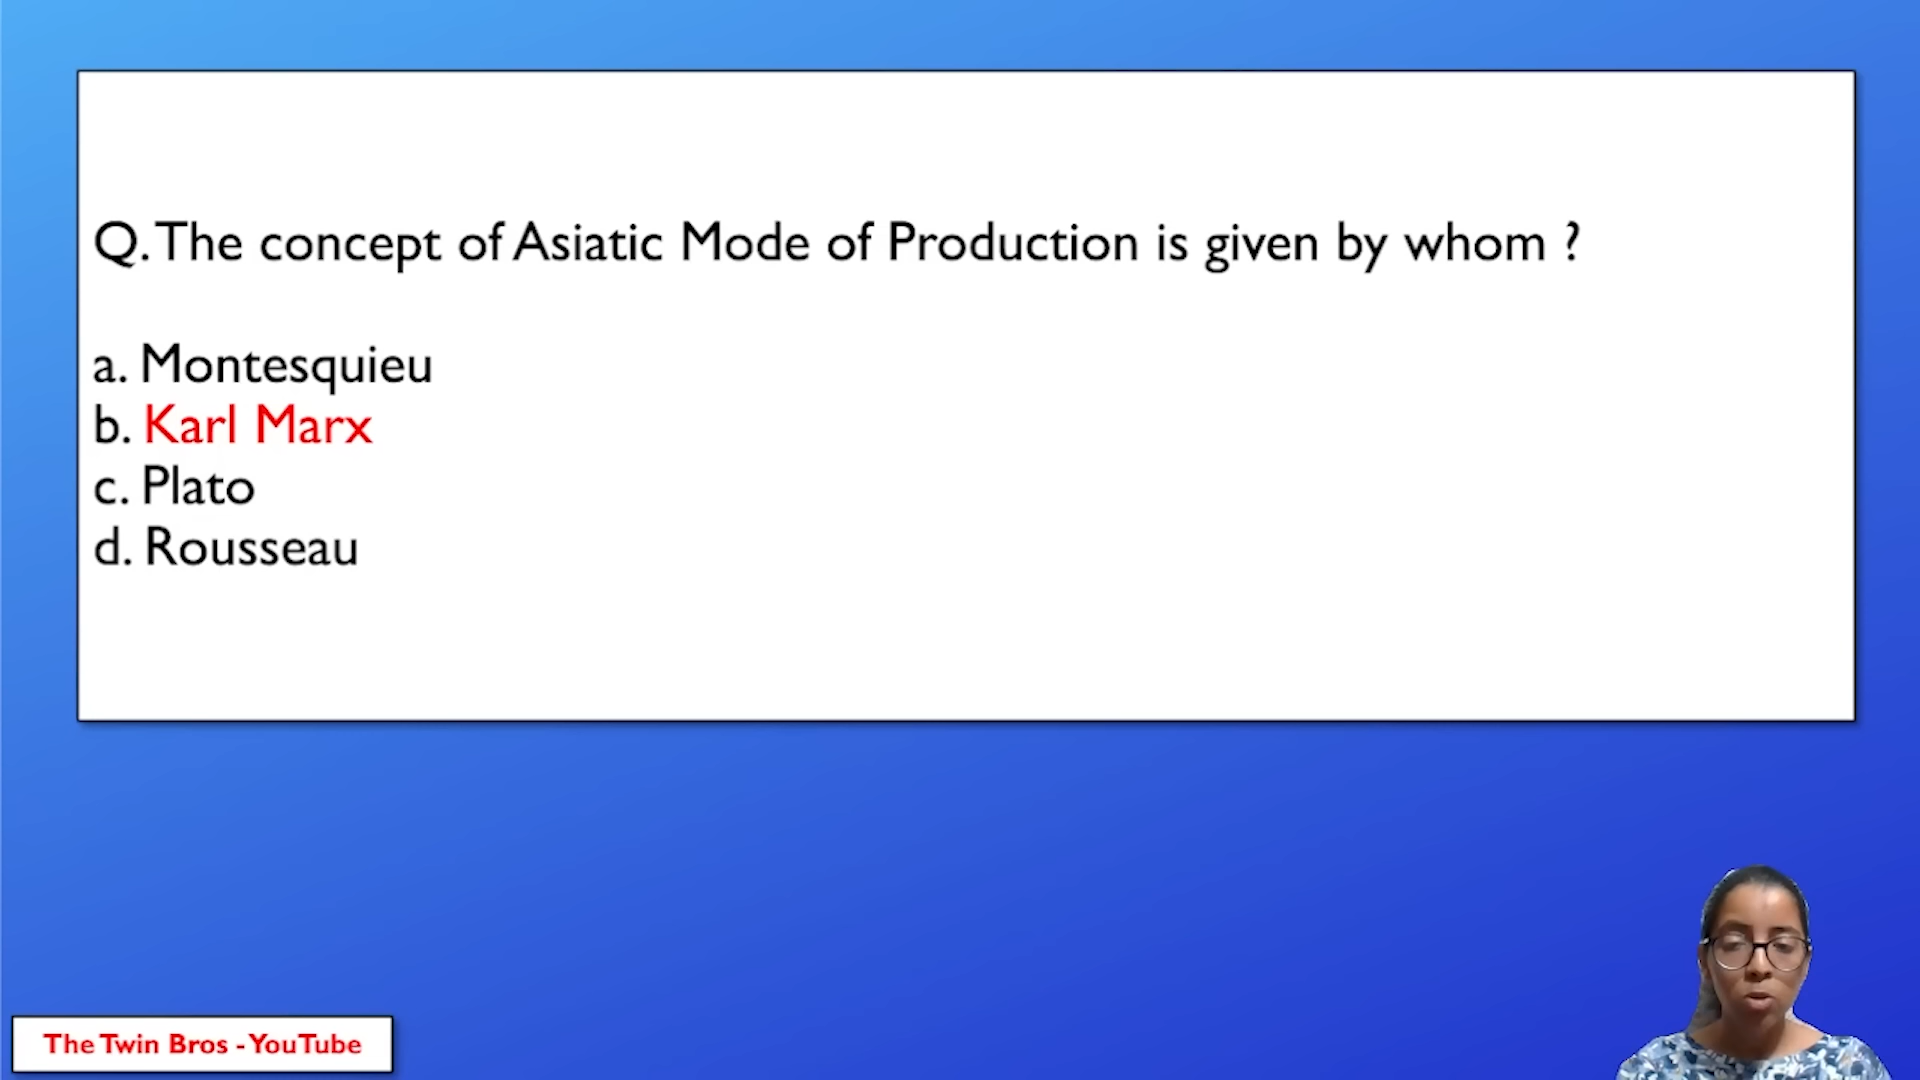 Q. The concept of Asiatic Mode of Production is given by whom ?
a. Montesquieu
b. Karl Marx
c. Plato
d. Rousseau
The Twin Bros - YouTube